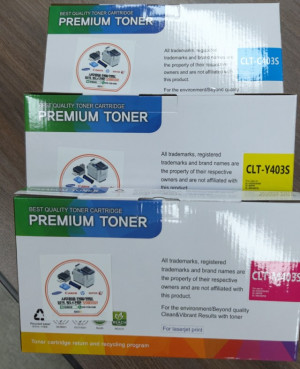 BEST QUALITY TONER CARTRIDGE
PREMIUM TONER
All trademarks, registered
trademarks and brand names are
the property of their respective
owners and are not affiliated with
this product.
For the environment/Beyond quality
CLT-C403S
BEST QUALITY TONER CARTRIDGE
PREMIUM TONER
All trademarks, registered
trademarks and brand names are
the property of their respective
owners and are not affiliated with
this product
CLT-Y403S
BEST QUALITY TONER CARTRIDGE
PREMIUM TONER
All trademarks, registered
trademarks and brand names are
the property of their respective
owners and are not affiliated with
this product.
For the environment/Beyond quality
Clean&Vibrant Results with toner
For laserjet print
CLT-M403S
Toner cartridge return and recycling program